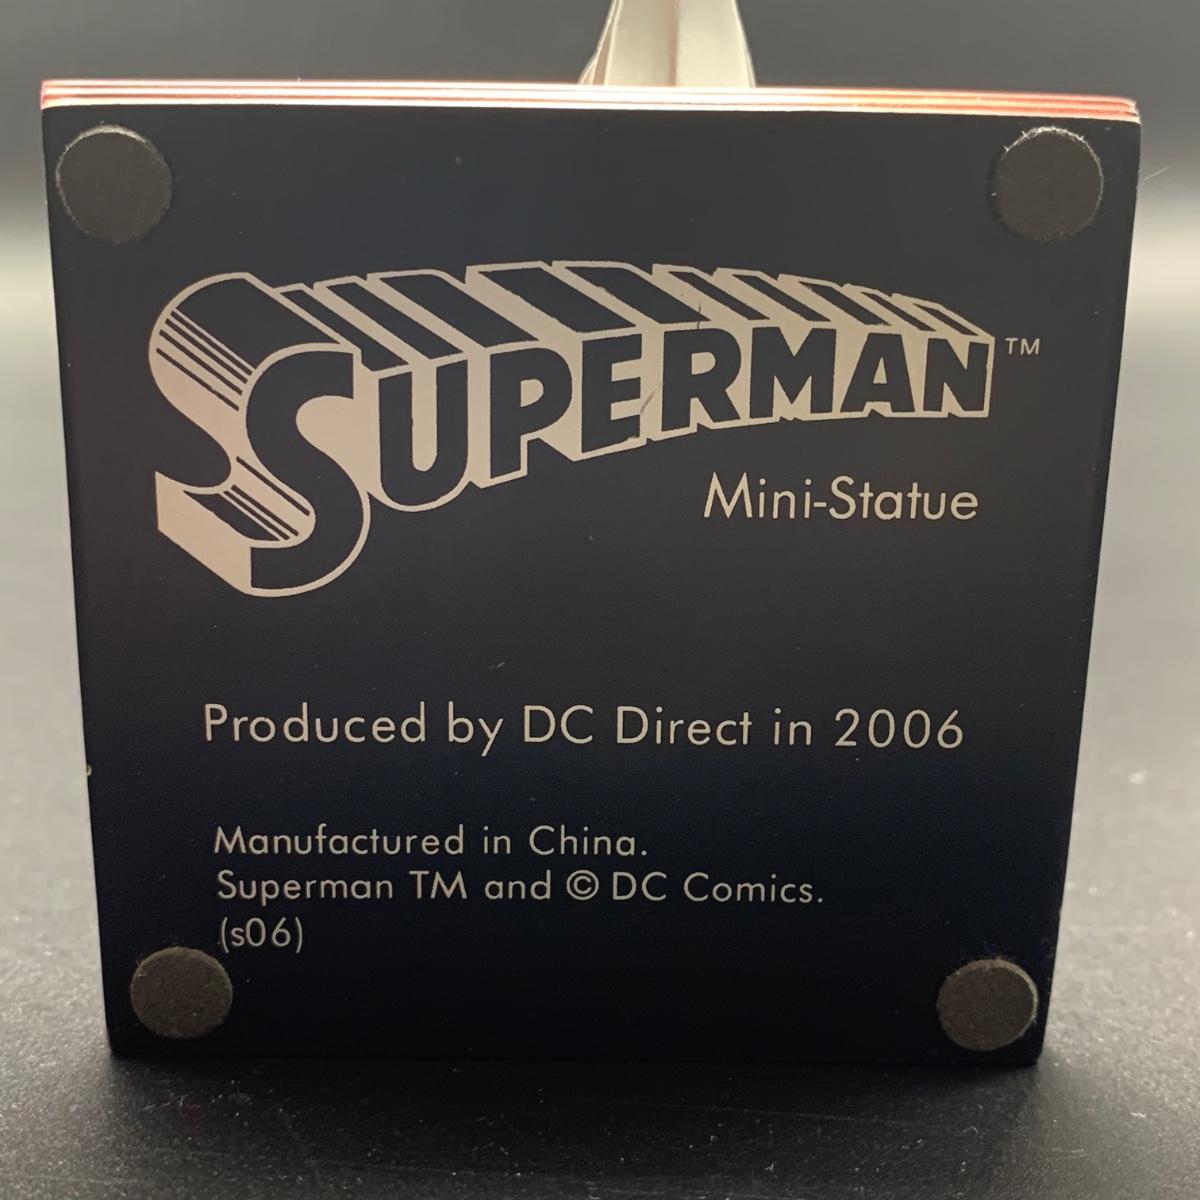 SUPERMAN™
Mini-Statue
Produced by DC Direct in 2006
Manufactured in China.
Superman TM and © DC Comics.
(s06)